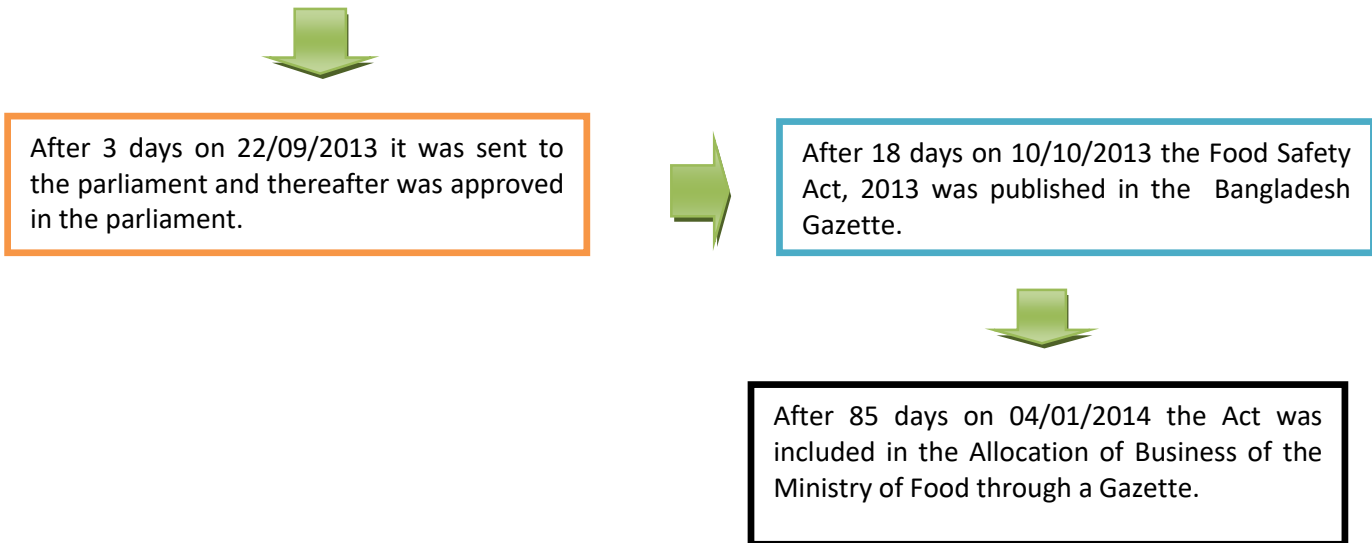 After 3 days on 22/09/2013 it was sent to
the parliament and thereafter was approved
in the parliament.
After 18 days on 10/10/2013 the Food Safety
Act, 2013 was published in the Bangladesh
Gazette.
After 85 days on 04/01/2014 the Act was
included in the Allocation of Business of the
Ministry of Food through a Gazette.